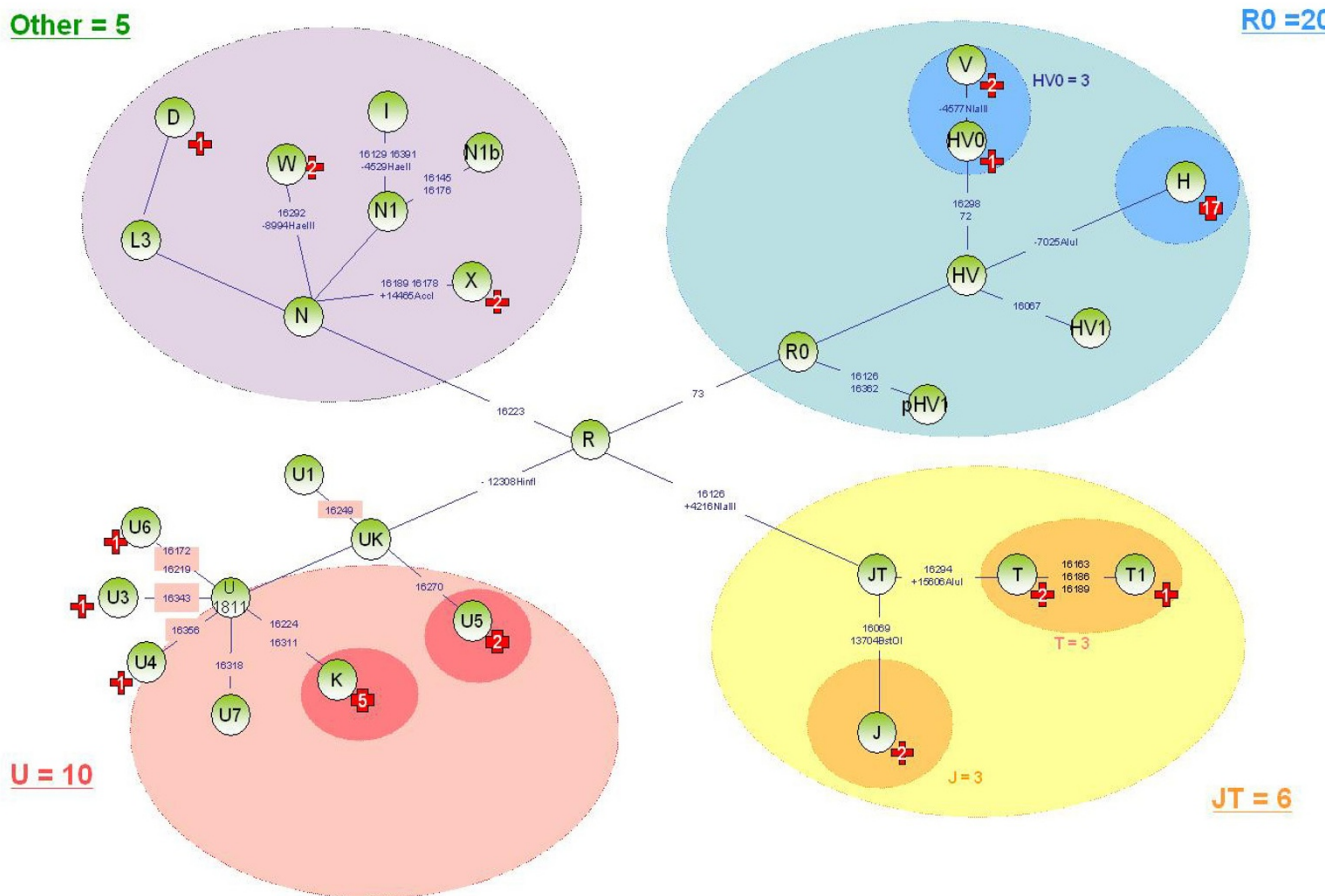 Other = 5
R0 =20
D
1
W
2
I
16129 16391
-4529HaeII
N1b
16145
16176
N1
16292
-8994HaeIII
L3
16189 16178
+14465AccI
X
2
N
V
2
HV0 = 3
-4577NlaIII
HV0
1
H
17
16298
72
-7025AluI
HV
16067
HV1
R0
16126
16362
pHV1
73
16223
R
- 12308HinfI
16126
+4216NlaIII
U1
16249
UK
U6
1
16172
16219
U3
1
16343
U
1811
16270
U5
2
16356
U4
1
16224
16311
16318
K
5
U7
U = 10
JT
16294
+15606AluI
T
2
16163
16186
16189
T1
1
T = 3
16069
13704BstOI
J
2
J = 3
JT = 6